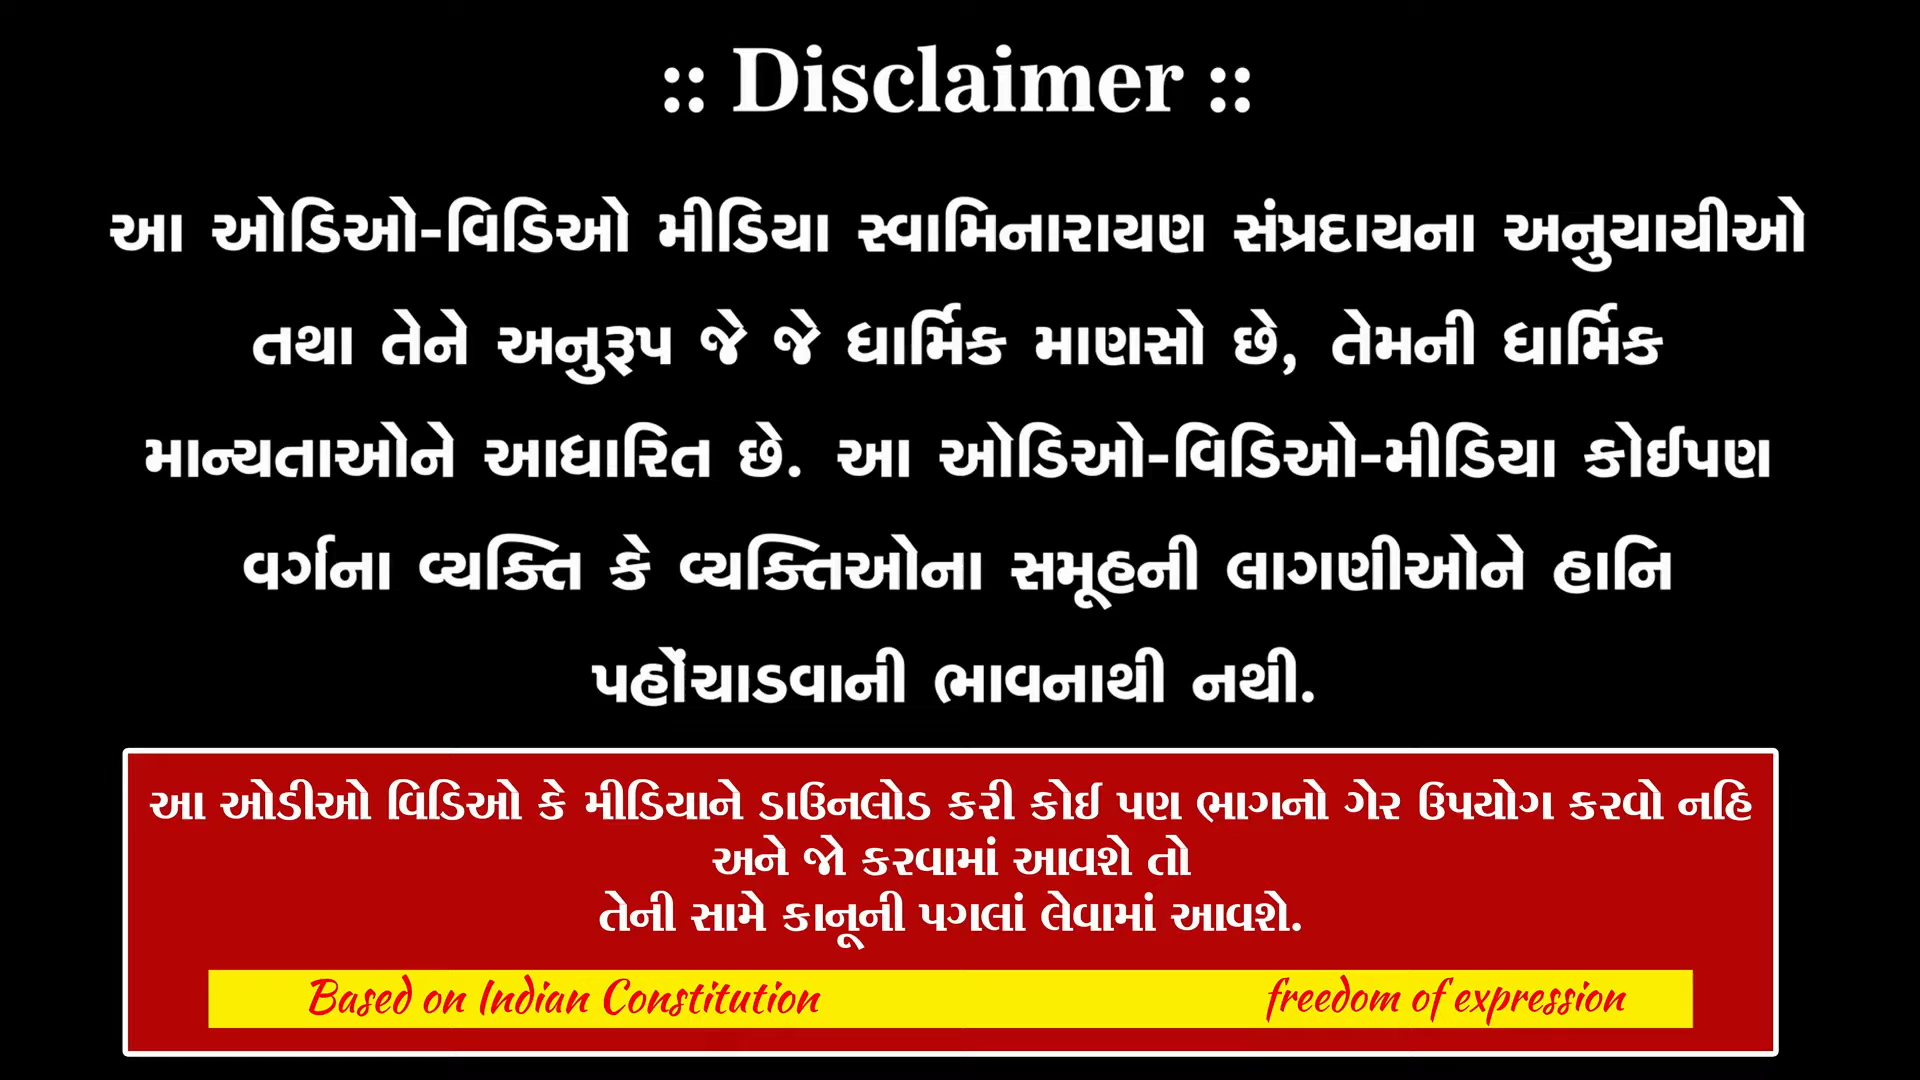 :: Disclaimer ::
આ ઓડિઓ-વિડિઓ મીડિયા સ્વામિનારાયણ સંપ્રદાયના અનુયાયીઓ
તથા તેને અનુરૂપ જે જે ધાર્મિક માણસો છે, તેમની ધાર્મિક
માન્યતાઓને આધારિત છે. આ ઓડિઓ-વિડિઓ-મીડિયા કોઈપણ
વર્ગના વ્યક્તિ કે વ્યક્તિઓના સમૂહની લાગણીઓને હાનિ
પહોંચાડવાની ભાવનાથી નથી.
આ ઓડીઓ વિડિઓ કે મીડિયાને ડાઉનલોડ કરી કોઈ પણ ભાગનો ગેર ઉપયોગ કરવો નહિ
અને જો કરવામાં આવશે તો
તેની સામે કાનૂની પગલાં લેવામાં આવશે.
Based on Indian Constitution freedom of expression